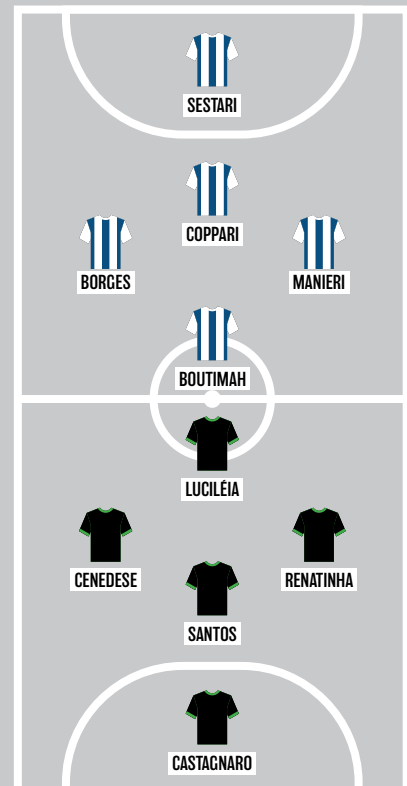 SESTARI
COPPARI
BORGES
MANIERI
BOUTIMAH
LUCILÉIA
CENEDESE
RENATINHA
SANTOS
CASTAGNARO